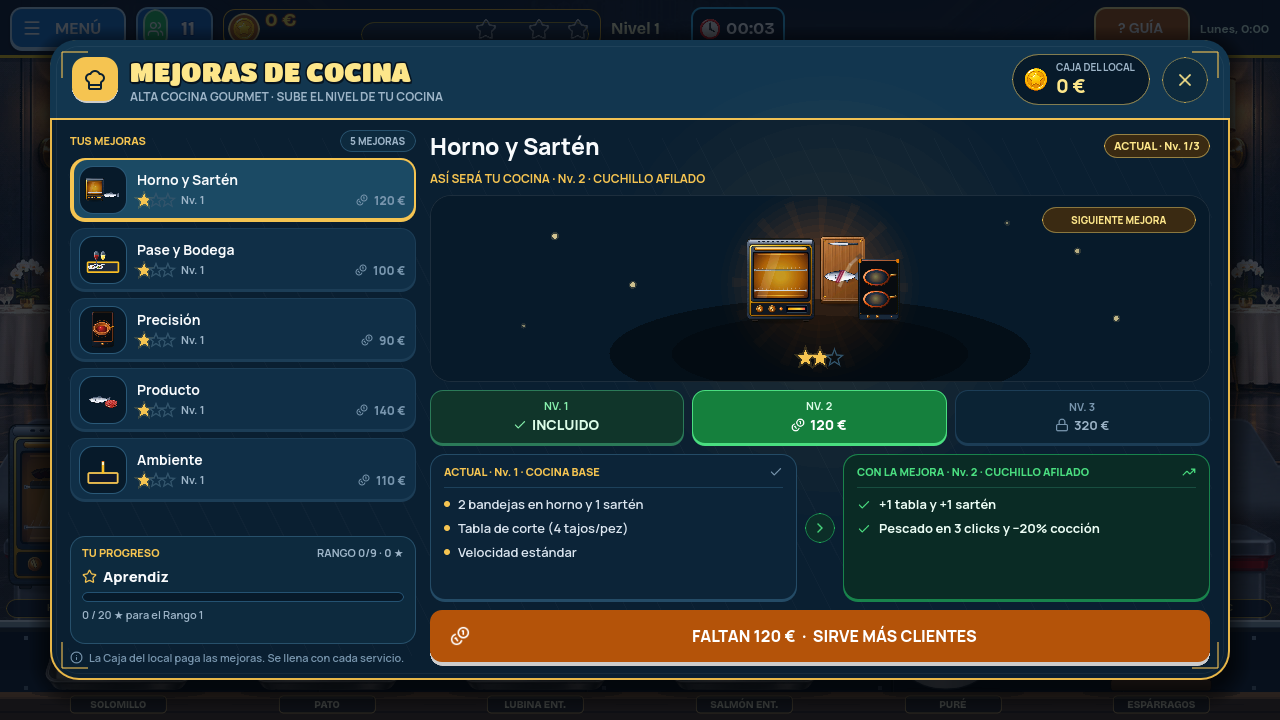 MENÚ
11
0 €
Nivel 1
00:03
? GUÍA
Lunes, 0:00
MEJORAS DE COCINA
ALTA COCINA GOURMET · SUBE EL NIVEL DE TU COCINA
CAJA DEL LOCAL
0 €
TUS MEJORAS
5 MEJORAS
Horno y Sartén
Nv. 1
120 €
Pase y Bodega
Nv. 1
100 €
Precisión
Nv. 1
90 €
Producto
Nv. 1
140 €
Ambiente
Nv. 1
110 €
TU PROGRESO
RANGO 0/9 · 0 ★
Aprendiz
0 / 20 ★ para el Rango 1
La Caja del local paga las mejoras. Se llena con cada servicio.
Horno y Sartén
ACTUAL · Nv. 1/3
ASÍ SERÁ TU COCINA · Nv. 2 · CUCHILLO AFILADO
SIGUIENTE MEJORA
NV. 1
INCLUIDO
NV. 2
120 €
NV. 3
320 €
ACTUAL · Nv. 1 · COCINA BASE
2 bandejas en horno y 1 sartén
Tabla de corte (4 tajos/pez)
Velocidad estándar
CON LA MEJORA · Nv. 2 · CUCHILLO AFILADO
+1 tabla y +1 sartén
Pescado en 3 clicks y −20% cocción
FALTAN 120 € · SIRVE MÁS CLIENTES
SOLOMILLO
PATO
LUBINA ENT.
SALMÓN ENT.
PURÉ
ESPÁRRAGOS